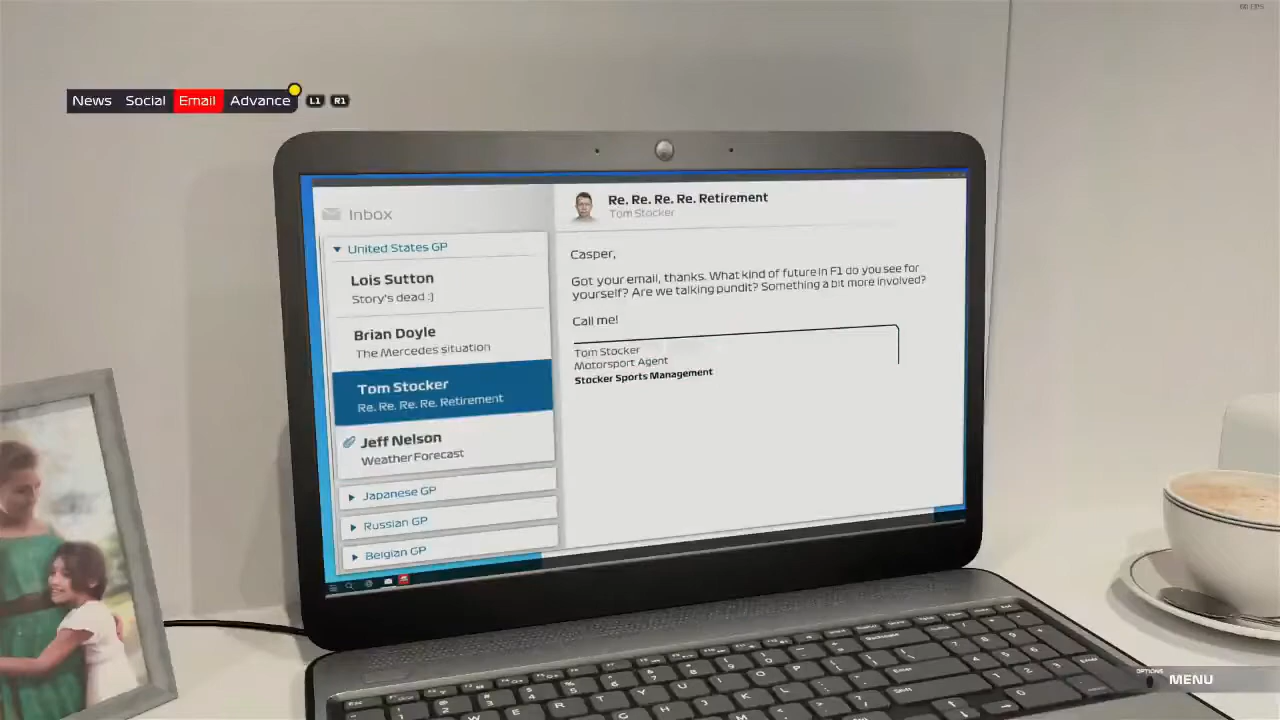 News Social Email Advance L1 R1
Inbox
United States GP
Lois Sutton
Story's dead :)
Brian Doyle
The Mercedes situation
Tom Stocker
Re. Re. Re. Re. Retirement
Jeff Nelson
Weather Forecast
Japanese GP
Russian GP
Belgian GP
Re. Re. Re. Re. Retirement
Tom Stocker
Casper,
Got your email, thanks. What kind of future in F1 do you see for
yourself? Are we talking pundit? Something a bit more involved?
Call me!
Tom Stocker
Motorsport Agent
Stocker Sports Management
OPTIONS
MENU